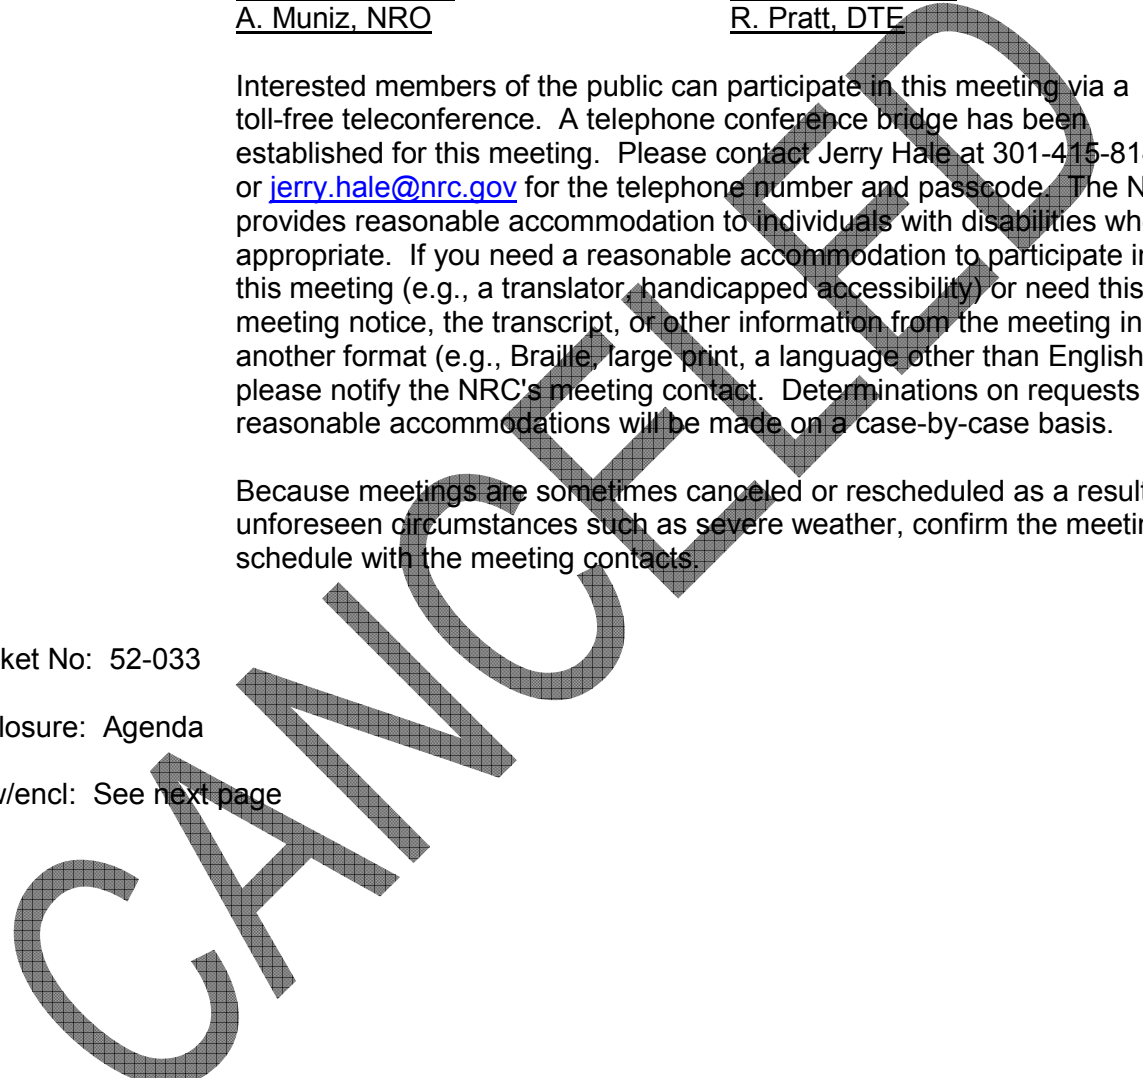 A. Muniz, NRO R. Pratt, DTE
Interested members of the public can participate in this meeting via a
toll-free teleconference. A telephone conference bridge has been
established for this meeting. Please contact Jerry Hale at 301-415-81
or jerry.hale@nrc.gov for the telephone number and passcode. The N
provides reasonable accommodation to individuals with disabilities wh
appropriate. If you need a reasonable accommodation to participate in
this meeting (e.g., a translator, handicapped accessibility) or need this
meeting notice, the transcript, or other information from the meeting in
another format (e.g., Braille, large print, a language other than English
please notify the NRC's meeting contact. Determinations on requests
reasonable accommodations will be made on a case-by-case basis.
Because meetings are sometimes canceled or rescheduled as a result
unforeseen circumstances such as severe weather, confirm the meetin
schedule with the meeting contacts.
ket No: 52-033
losure: Agenda
w/encl: See next page
CANCELED